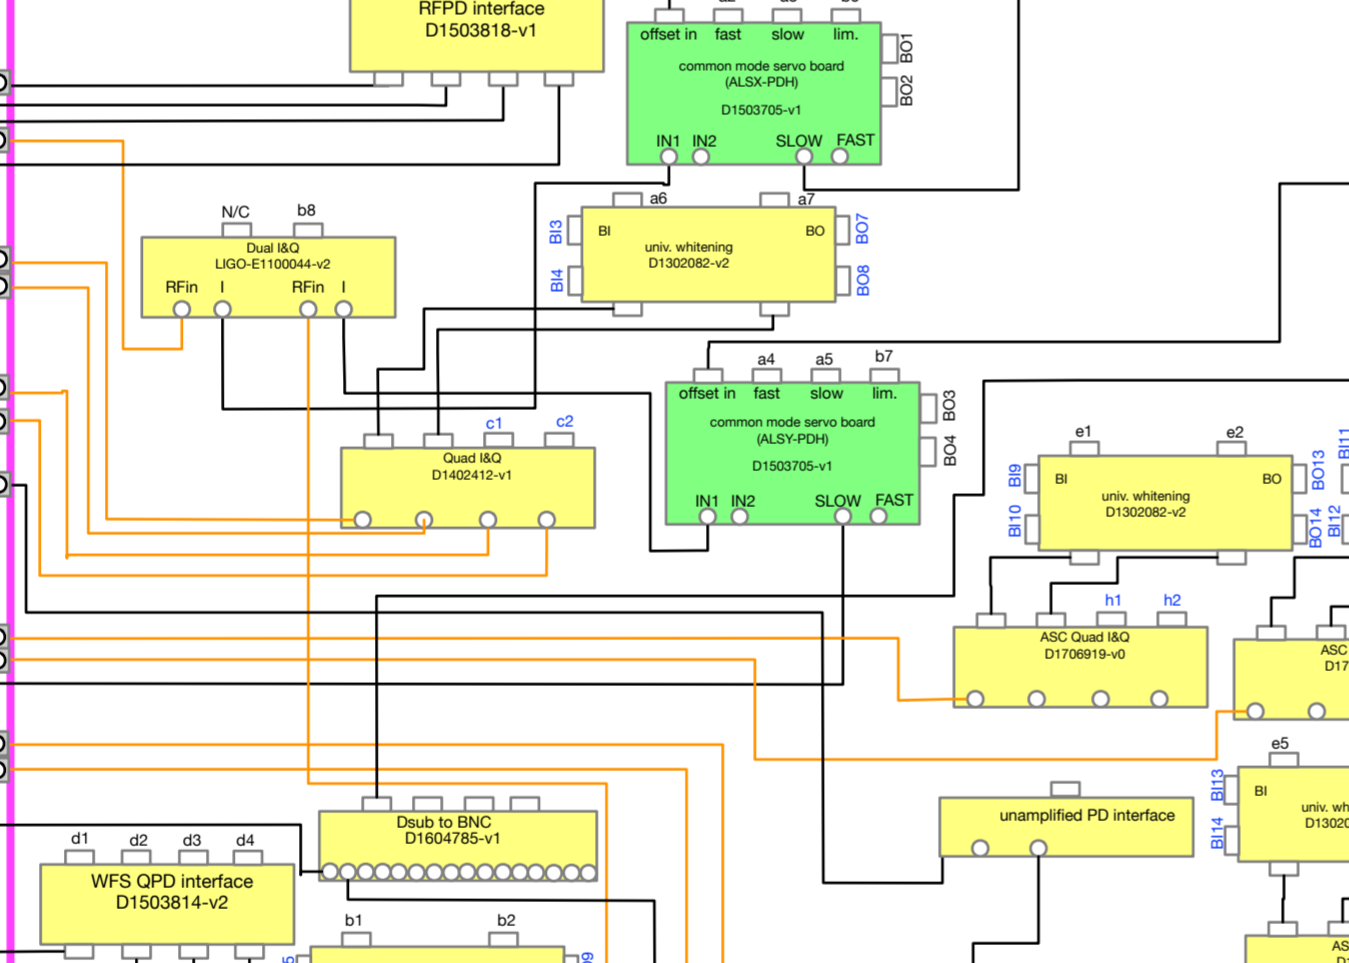 RFPD interface
D1503818-v1
offset in fast slow lim.
common mode servo board
(ALSX-PDH)
D1503705-v1
IN1 IN2 SLOW FAST
BO1
BO2
N/C b8
Dual I&Q
LIGO-E1100044-v2
RFin I RFin I
a6 a7
BI3
BI4
BI BO
univ. whitening
D1302082-v2
BO7
BO8
a4 a5 b7
offset in fast slow lim.
common mode servo board
(ALSY-PDH)
D1503705-v1
IN1 IN2 SLOW FAST
BO3
BO4
c1 c2
Quad I&Q
D1402412-v1
e1 e2
BI9
BI10
BI BO
univ. whitening
D1302082-v2
BO13
BO14
BI11
BI12
h1 h2
ASC Quad I&Q
D1706919-v0
ASC
D17
e5
BI13
BI14
BI
univ. wh
D13020
unamplified PD interface
Dsub to BNC
D1604785-v1
d1 d2 d3 d4
WFS QPD interface
D1503814-v2
b1 b2
AS